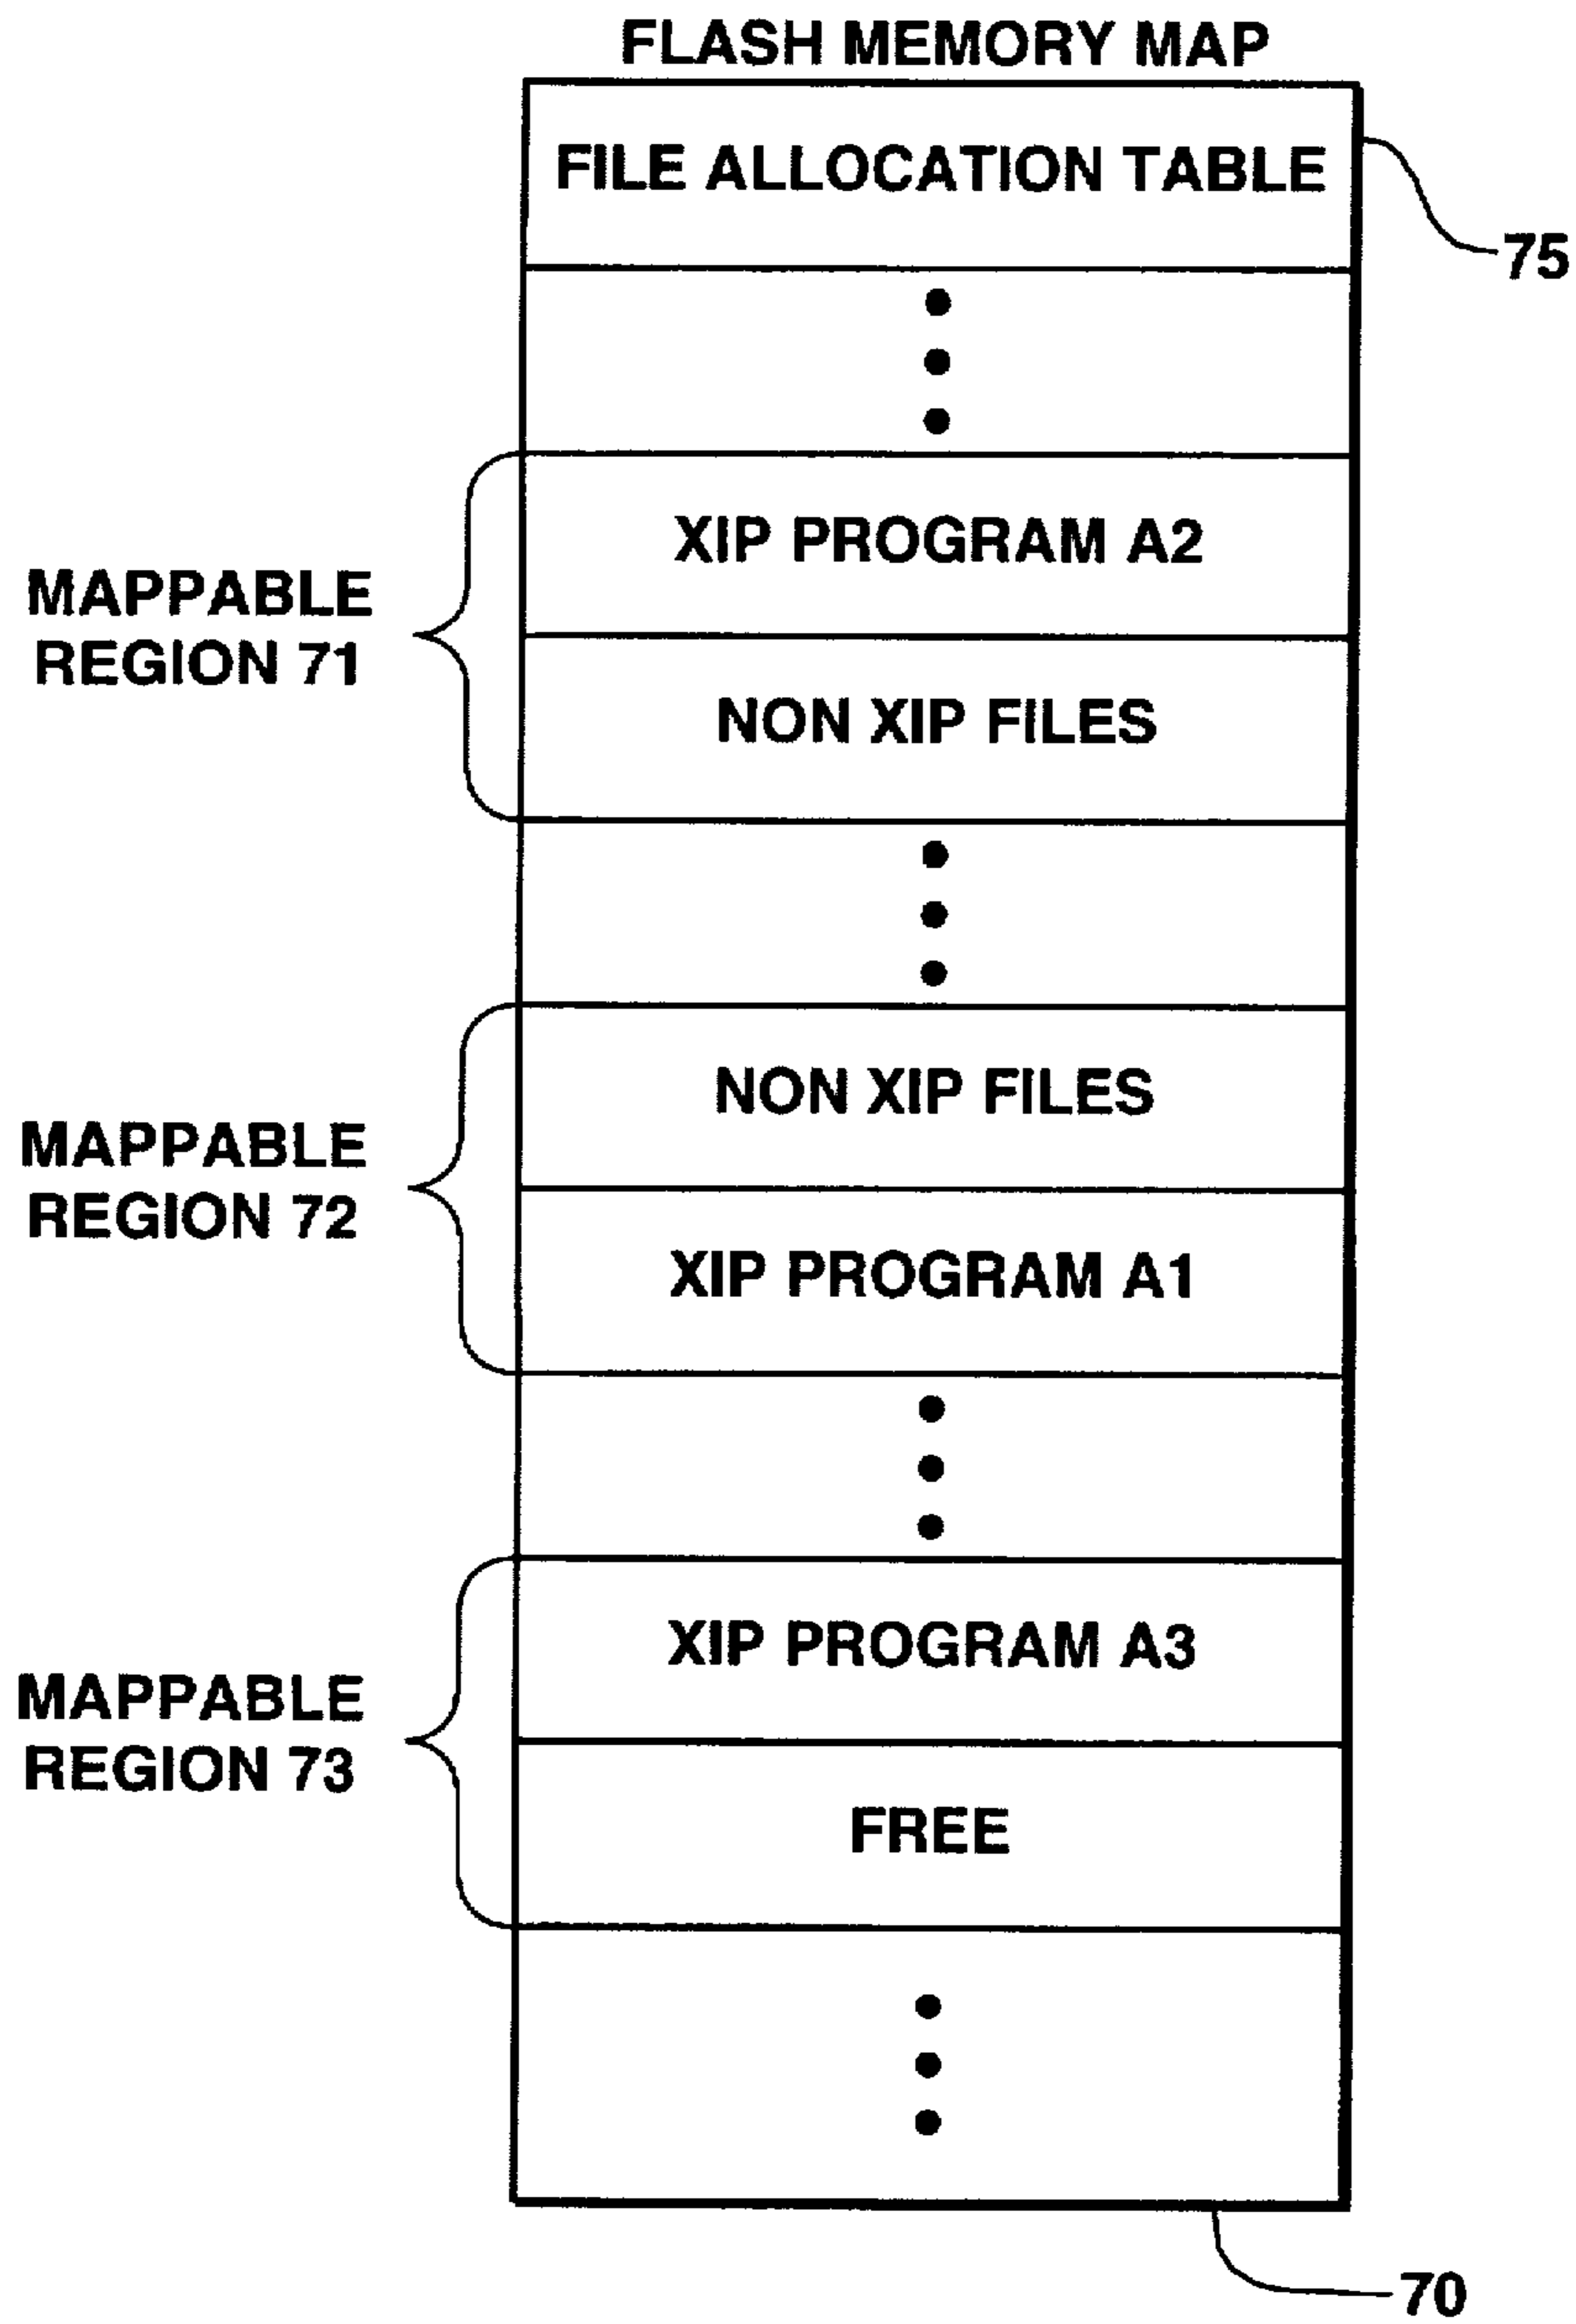 FLASH MEMORY MAP
FILE ALLOCATION TABLE
75
XIP PROGRAM A2
MAPPABLE
REGION 71
NON XIP FILES
NON XIP FILES
MAPPABLE
REGION 72
XIP PROGRAM A1
XIP PROGRAM A3
MAPPABLE
REGION 73
FREE
70